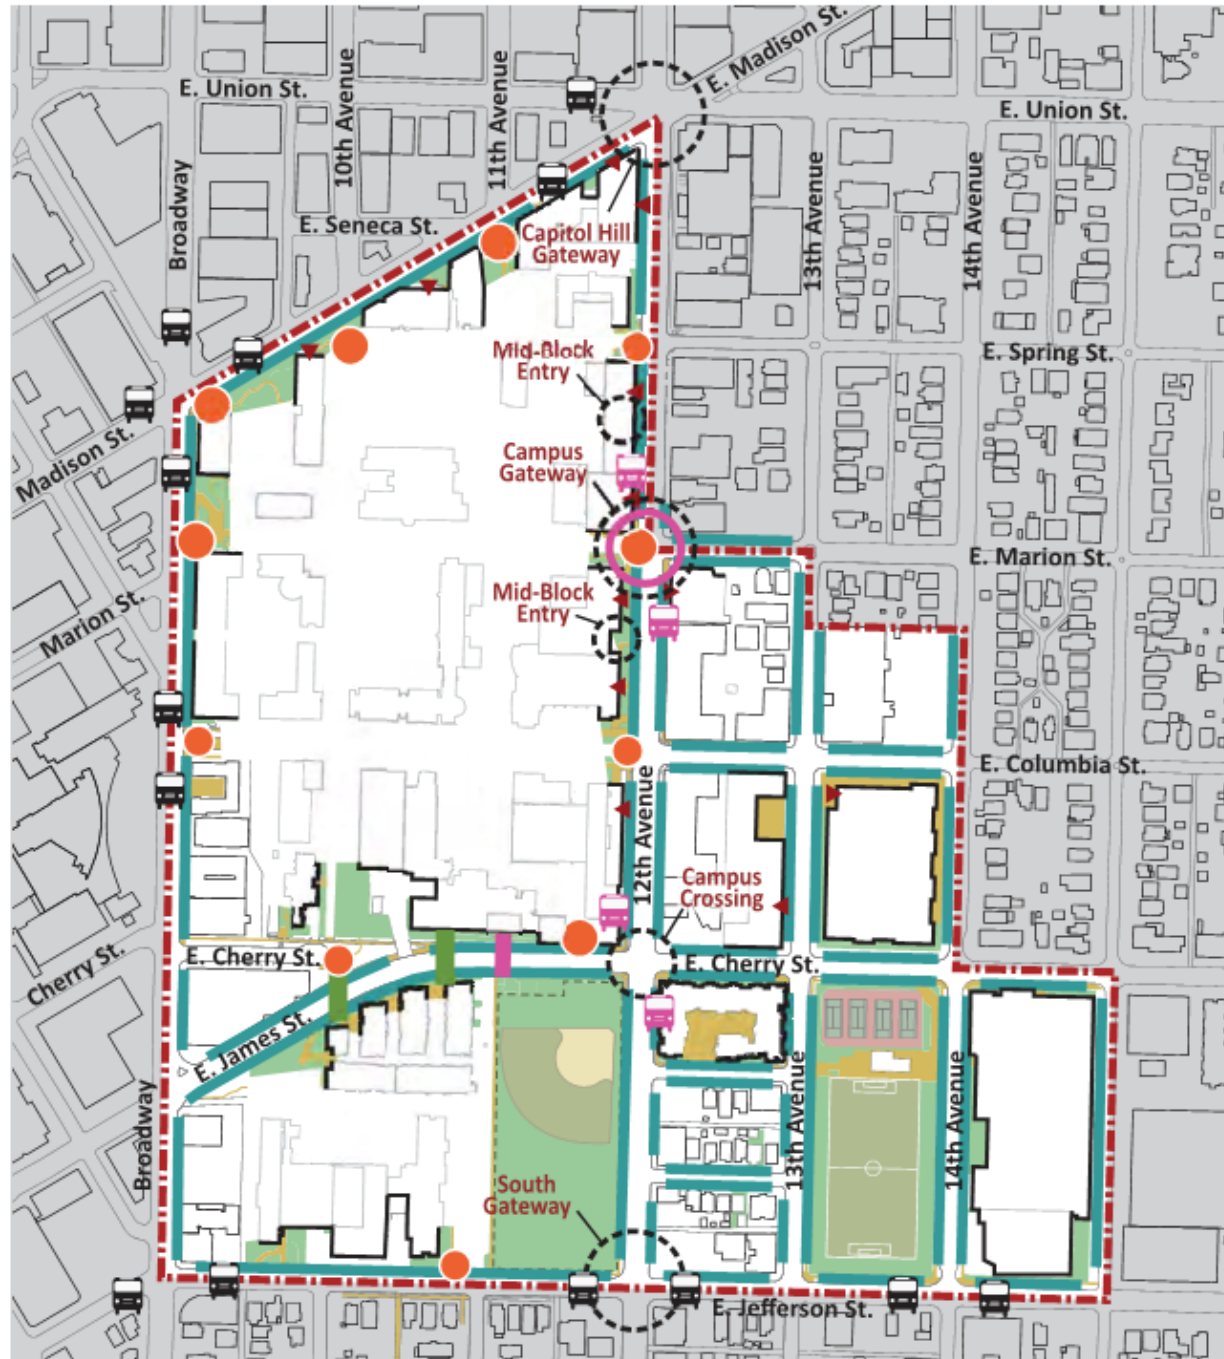 E. Madison St.
E. Union St.
E. Union St.
10th Avenue
11th Avenue
13th Avenue
14th Avenue
Broadway
E. Seneca St.
Capitol Hill
Gateway
Mid-Block
Entry
E. Spring St.
Madison St.
Campus
Gateway
E. Marion St.
Marion St.
Mid-Block
Entry
E. Columbia St.
12th Avenue
Campus
Crossing
Cherry St.
E. Cherry St.
E. Cherry St.
E. James St.
Broadway
13th Avenue
14th Avenue
South
Gateway
E. Jefferson St.